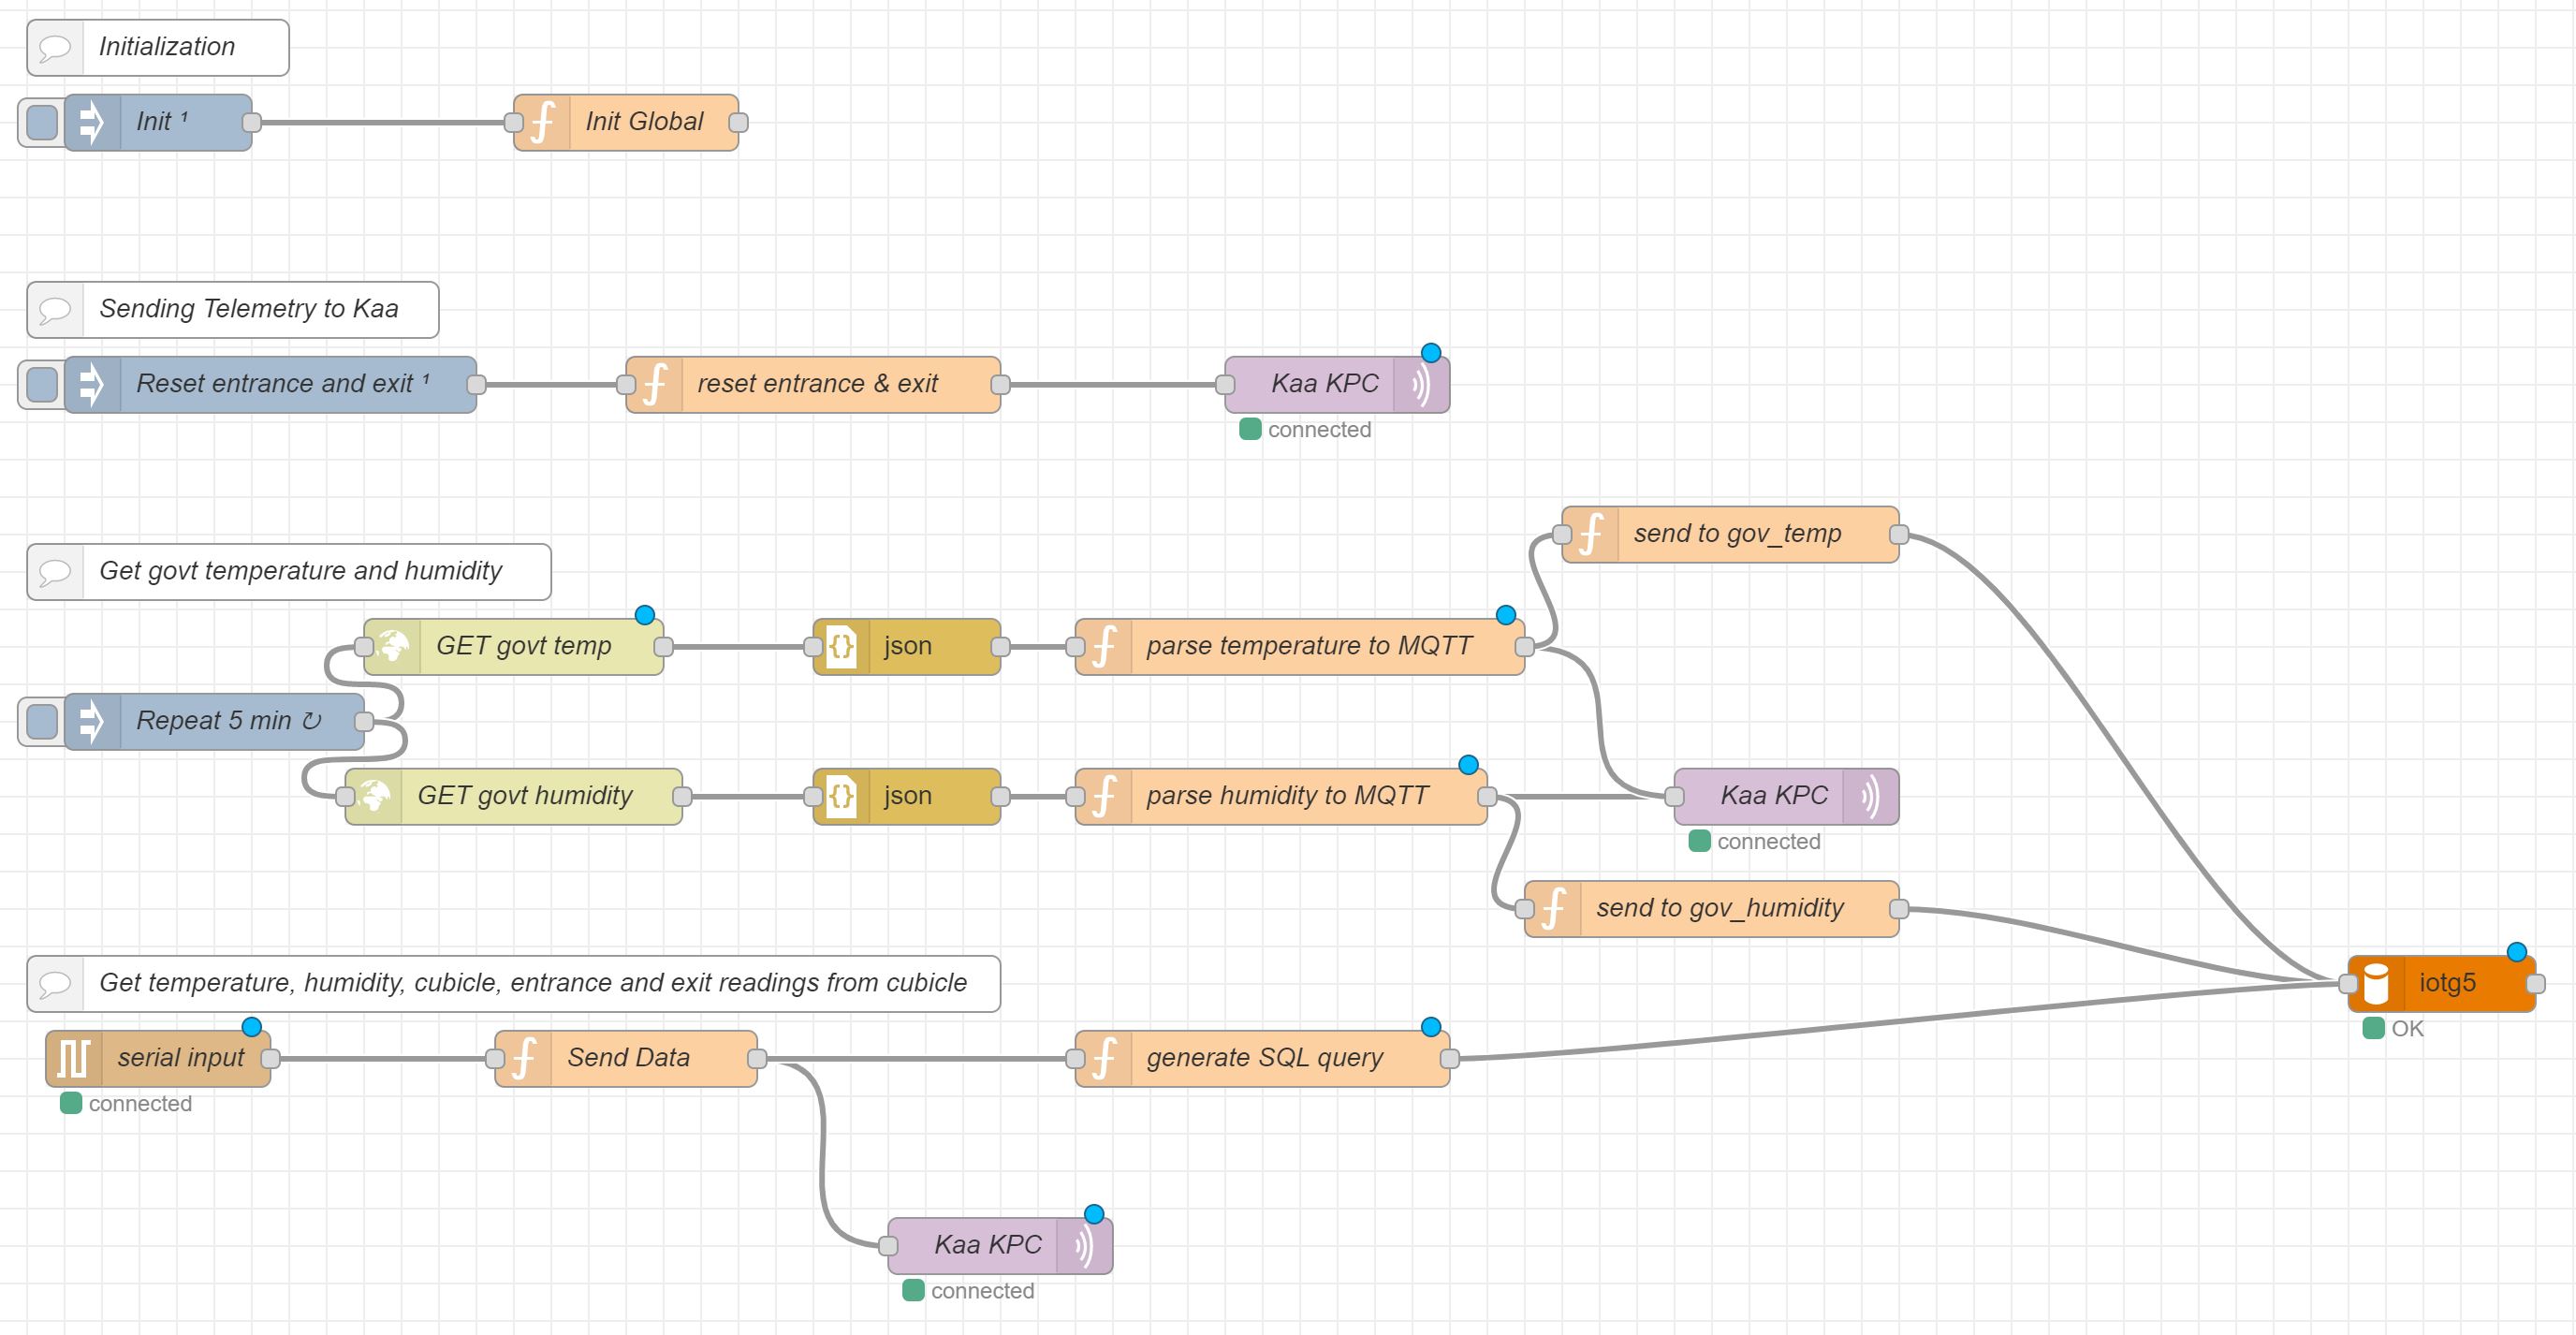 Initialization
Init ¹
Init Global
Sending Telemetry to Kaa
Reset entrance and exit ¹
reset entrance & exit
Kaa KPC
connected
send to gov_temp
Get govt temperature and humidity
GET govt temp
json
parse temperature to MQTT
Repeat 5 min ↻
GET govt humidity
json
parse humidity to MQTT
Kaa KPC
connected
send to gov_humidity
Get temperature, humidity, cubicle, entrance and exit readings from cubicle
iotg5
OK
serial input
connected
Send Data
generate SQL query
Kaa KPC
connected